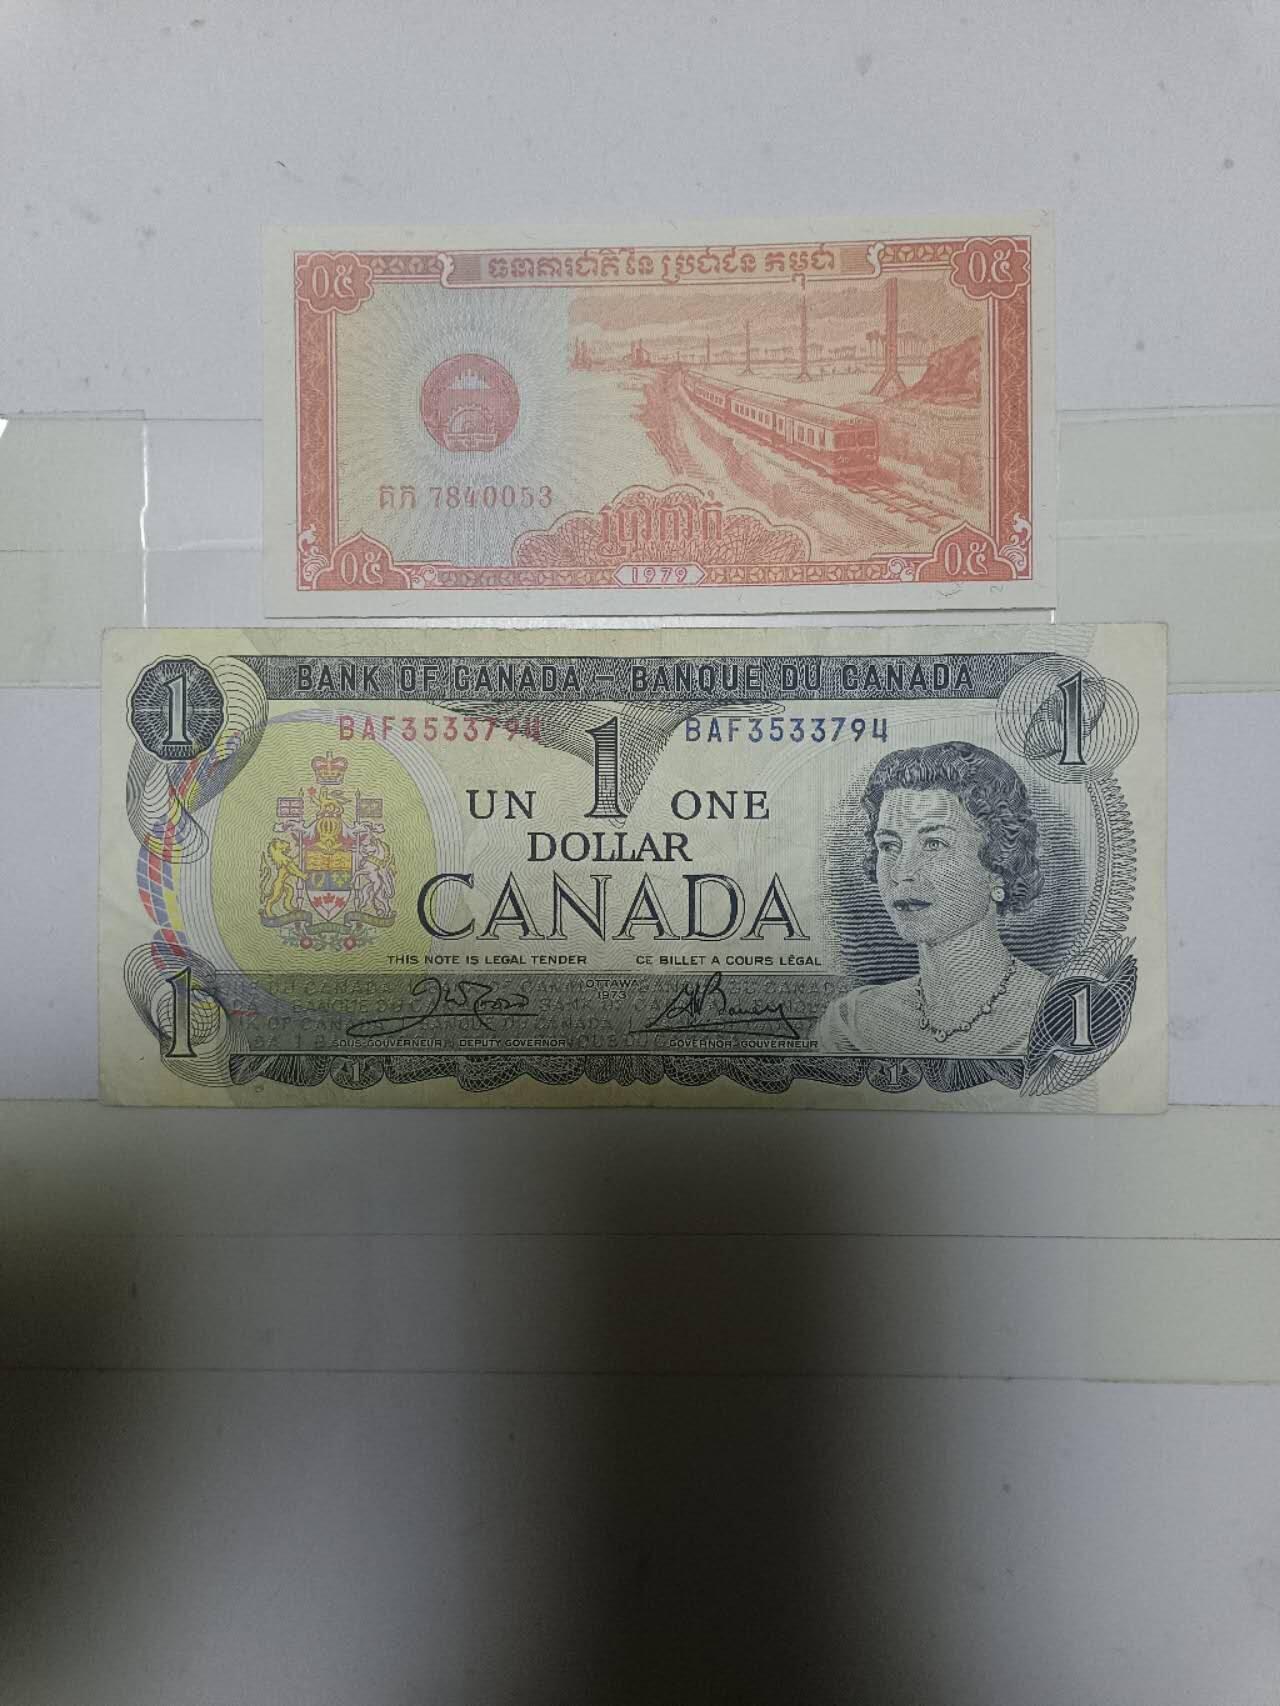 ធនាគារជាតិ នៃ ប្រជាជន កម្ពុជា
០.៥ ០.៥
គក 7840053
ប្រាំកាក់
០.៥ 1979 ០.៥
1 BANK OF CANADA – BANQUE DU CANADA 1
BAF3533794 1 BAF3533794
UN ONE
DOLLAR
CANADA
THIS NOTE IS LEGAL TENDER CE BILLET A COURS LÉGAL
OTTAWA
1973
1 SOUS-GOUVERNEUR DEPUTY GOVERNOR GOVERNOR-GOUVERNEUR 1
1 1